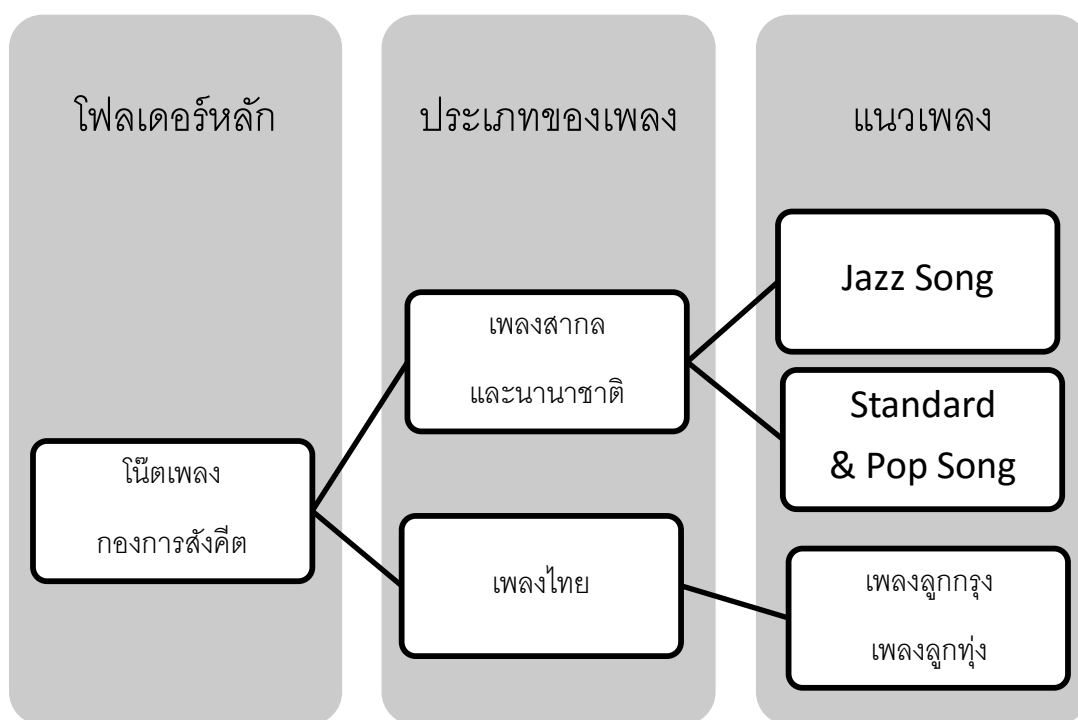 โฟลเดอร์หลัก
ประเภทของเพลง
แนวเพลง
โน๊ตเพลง
กองการสังคีต
เพลงสากล
และนานาชาติ
เพลงไทย
Jazz Song
Standard
& Pop Song
เพลงลูกกรุง
เพลงลูกทุ่ง